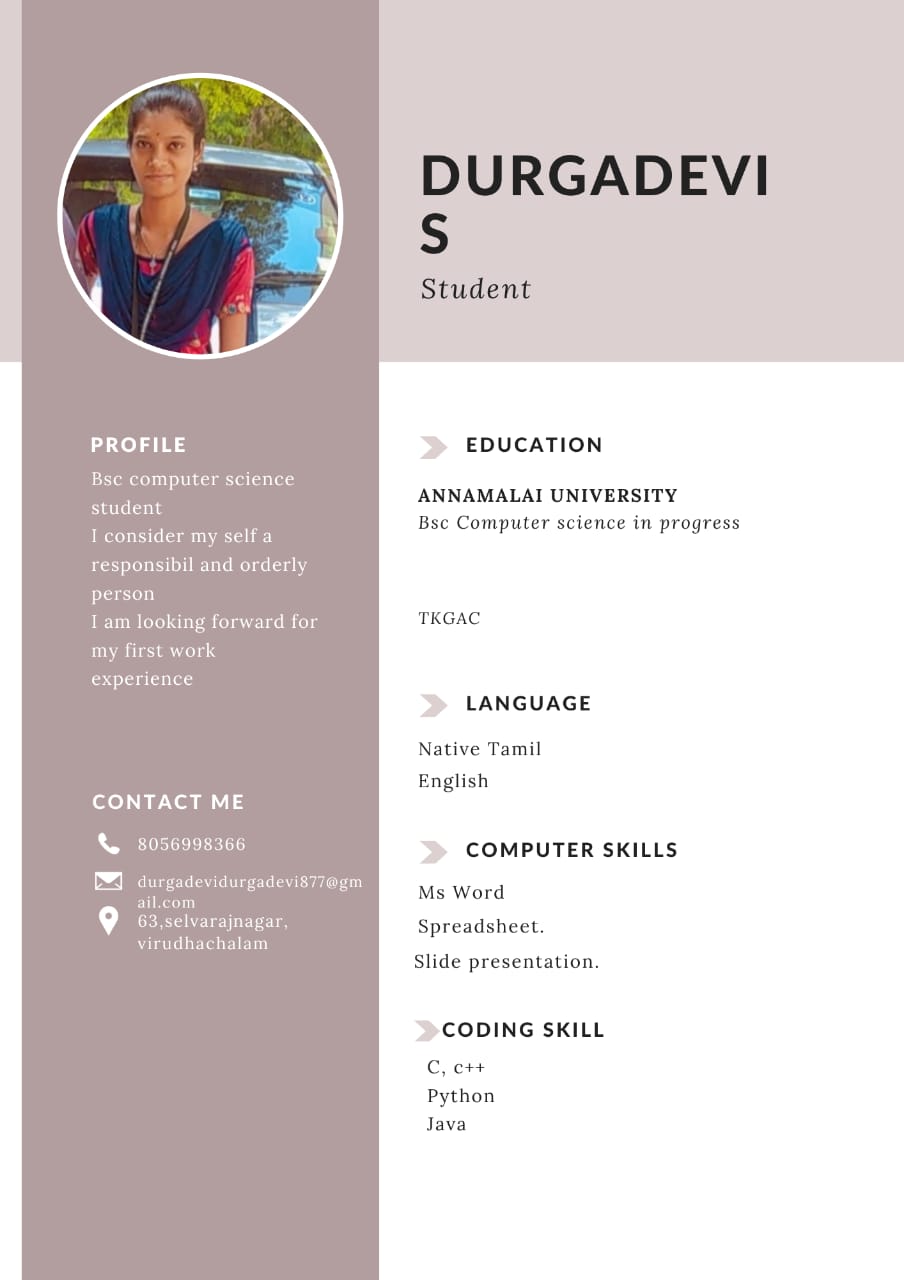 DURGADEVI
S
Student
PROFILE
Bsc computer science
student
I consider my self a
responsibil and orderly
person
I am looking forward for
my first work
experience
CONTACT ME
8056998366
durgadevidurgadevi877@gm
ail.com
63,selvarajnagar,
virudhachalam
EDUCATION
ANNAMALAI UNIVERSITY
Bsc Computer science in progress
TKGAC
LANGUAGE
Native Tamil
English
COMPUTER SKILLS
Ms Word
Spreadsheet.
Slide presentation.
CODING SKILL
C, c++
Python
Java